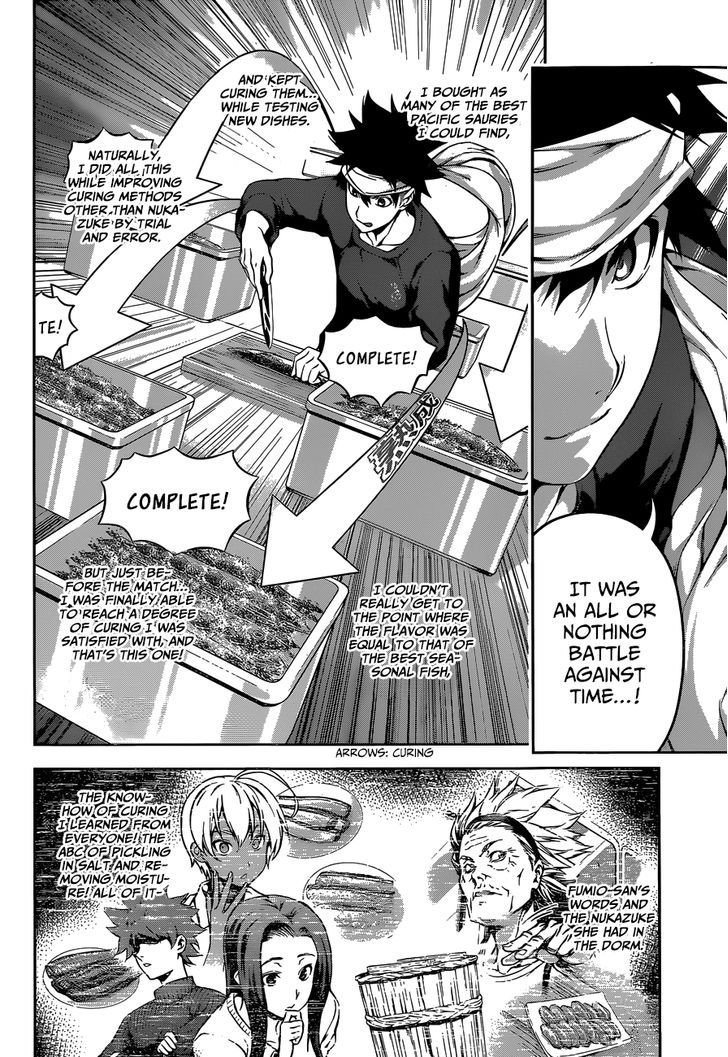 IT WAS
AN ALL OR
NOTHING
BATTLE
AGAINST
TIME...!
I BOUGHT AS
MANY OF THE BEST
PACIFIC SAURIES
I COULD FIND,
AND KEPT
CURING THEM...
WHILE TESTING
NEW DISHES.
NATURALLY,
I DID ALL THIS
WHILE IMPROVING
CURING METHODS
OTHER THAN NUKA-
ZUKE BY TRIAL
AND ERROR.
TE!
COMPLETE!
熟成
COMPLETE!
I COULDN'T
REALLY GET TO
THE POINT WHERE
THE FLAVOR WAS
EQUAL TO THAT OF
THE BEST SEA-
SONAL FISH,
BUT JUST BE-
FORE THE MATCH...
I WAS FINALLY ABLE
TO REACH A DEGREE
OF CURING I WAS
SATISFIED WITH, AND
THAT'S THIS ONE!
ARROWS: CURING
FUMIO-SAN'S
WORDS AND
THE NUKAZUKE
SHE HAD IN
THE DORM.
THE KNOW-
HOW OF CURING
I LEARNED FROM
EVERYONE! THE
ABC OF PICKLING
IN SALT AND RE-
MOVING MOISTU-
RE! ALL OF IT-